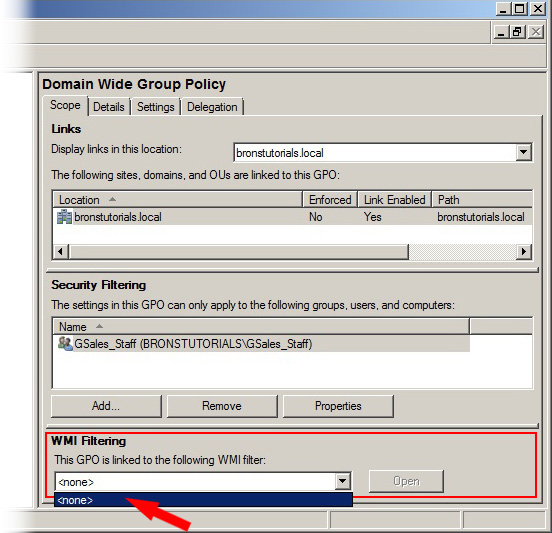 Domain Wide Group Policy
Scope Details Settings Delegation
Links
Display links in this location: bronstutorials.local
The following sites, domains, and OUs are linked to this GPO:
Location Enforced Link Enabled Path
bronstutorials.local No Yes bronstutorials.local
Security Filtering
The settings in this GPO can only apply to the following groups, users, and computers:
Name
GSales_Staff (BRONSTUTORIALS\GSales_Staff)
Add... Remove Properties
WMI Filtering
This GPO is linked to the following WMI filter:
<none> Open
<none>